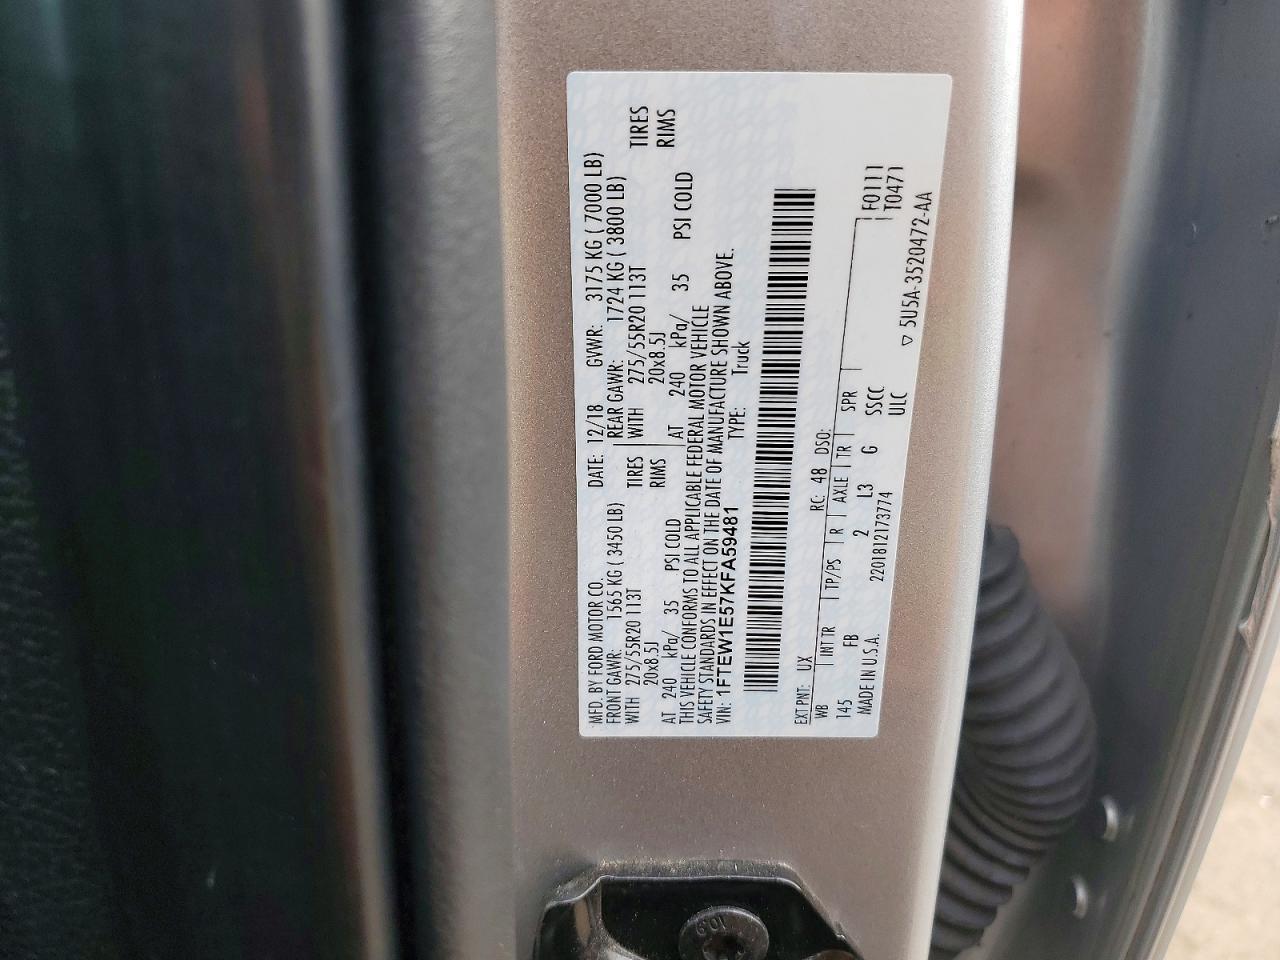 MFD. BY FORD MOTOR CO. DATE: 12/18 GVWR: 3175 KG ( 7000 LB)
FRONT GAWR: 1565 KG ( 3450 LB) REAR GAWR: 1724 KG ( 3800 LB)
WITH 275/55R20 113T TIRES WITH 275/55R20 113T TIRES
20x8.5J RIMS 20x8.5J RIMS
AT 240 kPa/ 35 PSI COLD AT 240 kPa/ 35 PSI COLD
THIS VEHICLE CONFORMS TO ALL APPLICABLE FEDERAL MOTOR VEHICLE
SAFETY STANDARDS IN EFFECT ON THE DATE OF MANUFACTURE SHOWN ABOVE.
VIN: 1FTEW1E57KFA59481 TYPE: Truck
EXT PNT: UX RC: 48 DSO:
WB INT TR TP/PS R AXLE TR SPR F0111
145 FB 2 L3 G SSCC T0471
MADE IN U.S.A. 2201812173774 ULC
▽ 5U5A-3520472-AA
10.9